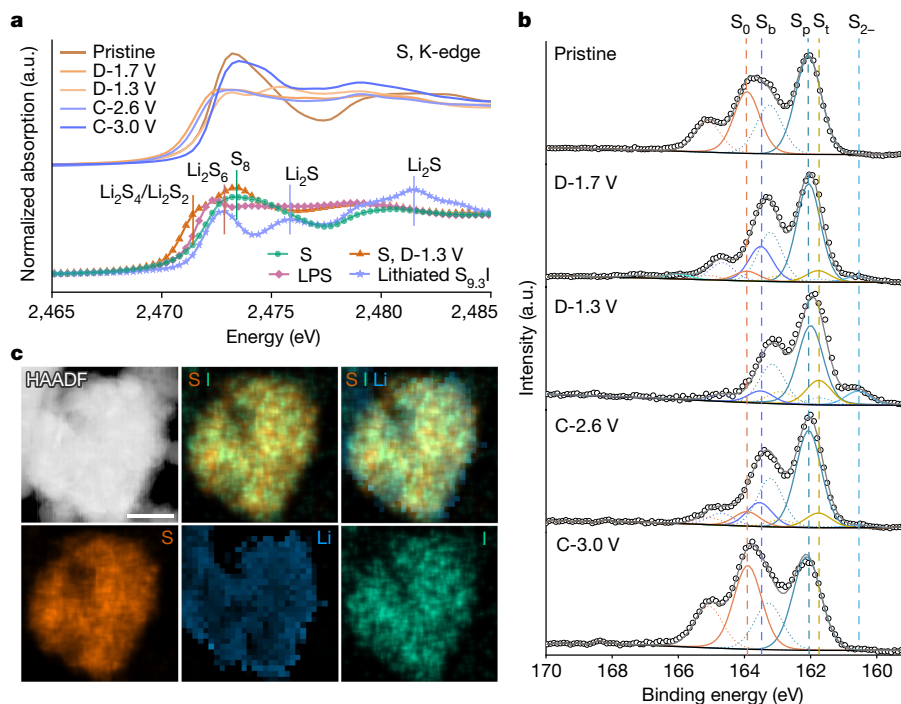 a
S, K-edge
Pristine
D-1.7 V
D-1.3 V
C-2.6 V
C-3.0 V
Normalized absorption (a.u.)
Li₂S₄/Li₂S₂
Li₂S₆
S₈
Li₂S
Li₂S
S
S, D-1.3 V
LPS
Lithiated S₉.₃I
2,465 2,470 2,475 2,480 2,485
Energy (eV)
b
S₀ S_b S_p S_t S₂₋
Pristine
D-1.7 V
D-1.3 V
C-2.6 V
C-3.0 V
Intensity (a.u.)
170 168 166 164 162 160
Binding energy (eV)
c
HAADF
S I
S I Li
S
Li
I